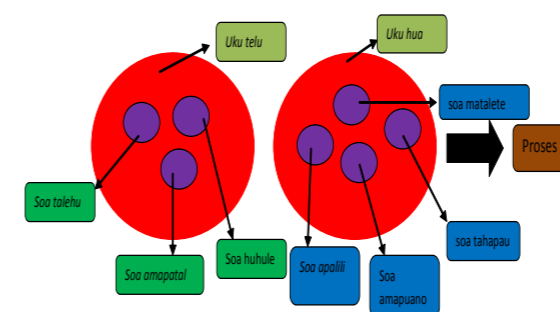 Uku telu
Uku hua
soa matalete
Proses
Soa talehu
Soa amapatal
Soa huhule
Soa apalili
Soa
amapuano
soa tahapau